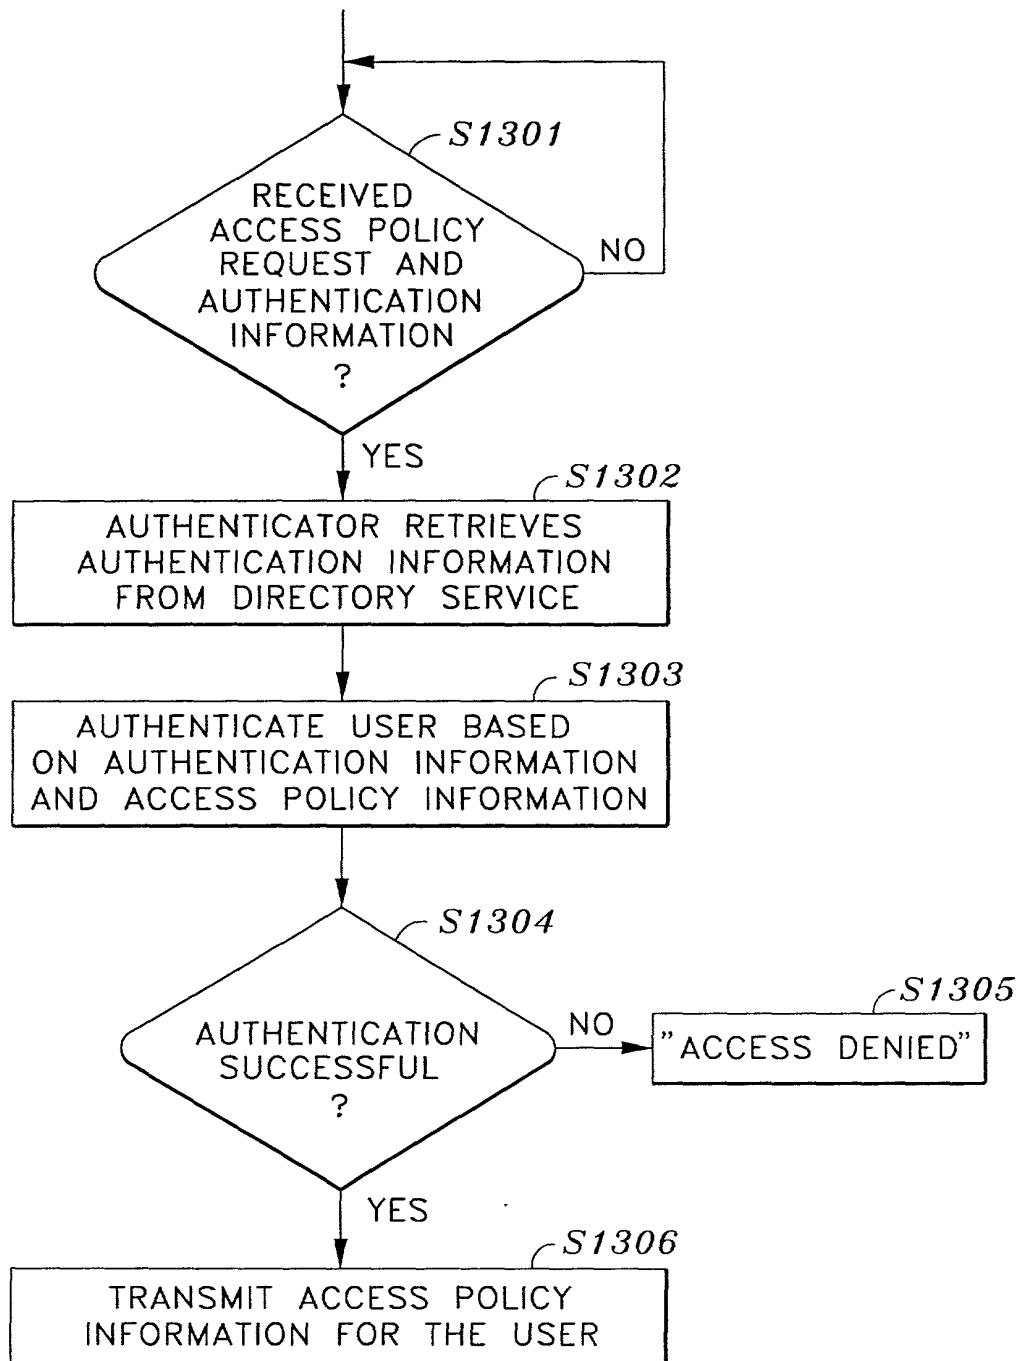 S1301
RECEIVED
ACCESS POLICY
REQUEST AND
AUTHENTICATION
INFORMATION
?
NO
YES
S1302
AUTHENTICATOR RETRIEVES
AUTHENTICATION INFORMATION
FROM DIRECTORY SERVICE
S1303
AUTHENTICATE USER BASED
ON AUTHENTICATION INFORMATION
AND ACCESS POLICY INFORMATION
S1304
AUTHENTICATION
SUCCESSFUL
?
NO
S1305
"ACCESS DENIED"
YES
S1306
TRANSMIT ACCESS POLICY
INFORMATION FOR THE USER